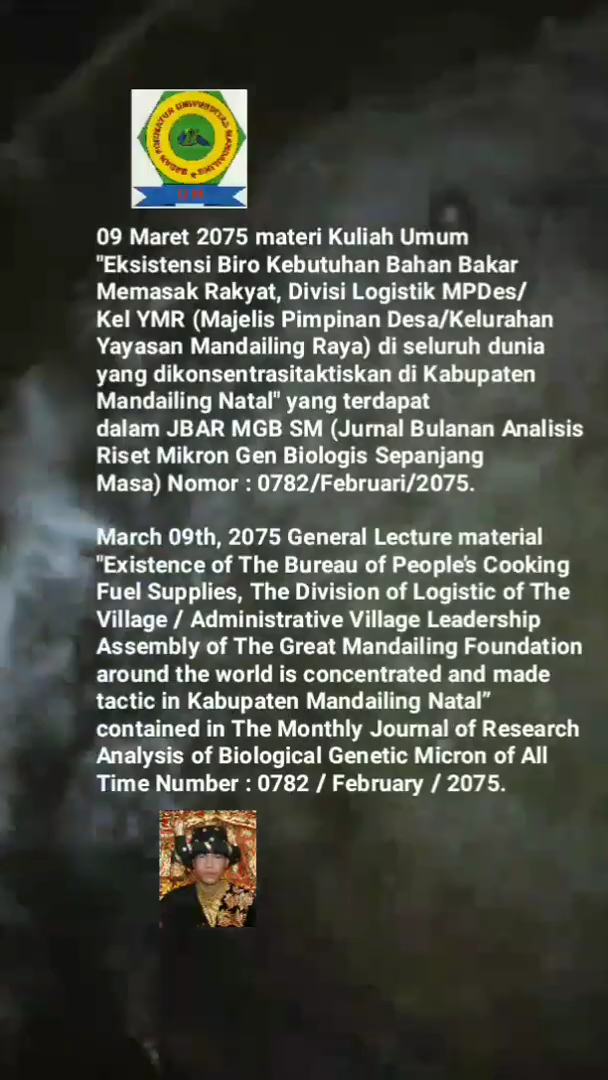 BADAN FORMATUR UNIVERSITAS MANDAILING
U M
09 Maret 2075 materi Kuliah Umum
"Eksistensi Biro Kebutuhan Bahan Bakar
Memasak Rakyat, Divisi Logistik MPDes/
Kel YMR (Majelis Pimpinan Desa/Kelurahan
Yayasan Mandailing Raya) di seluruh dunia
yang dikonsentrasitaktiskan di Kabupaten
Mandailing Natal" yang terdapat
dalam JBAR MGB SM (Jurnal Bulanan Analisis
Riset Mikron Gen Biologis Sepanjang
Masa) Nomor : 0782/Februari/2075.
March 09th, 2075 General Lecture material
"Existence of The Bureau of People's Cooking
Fuel Supplies, The Division of Logistic of The
Village / Administrative Village Leadership
Assembly of The Great Mandailing Foundation
around the world is concentrated and made
tactic in Kabupaten Mandailing Natal”
contained in The Monthly Journal of Research
Analysis of Biological Genetic Micron of All
Time Number : 0782 / February / 2075.